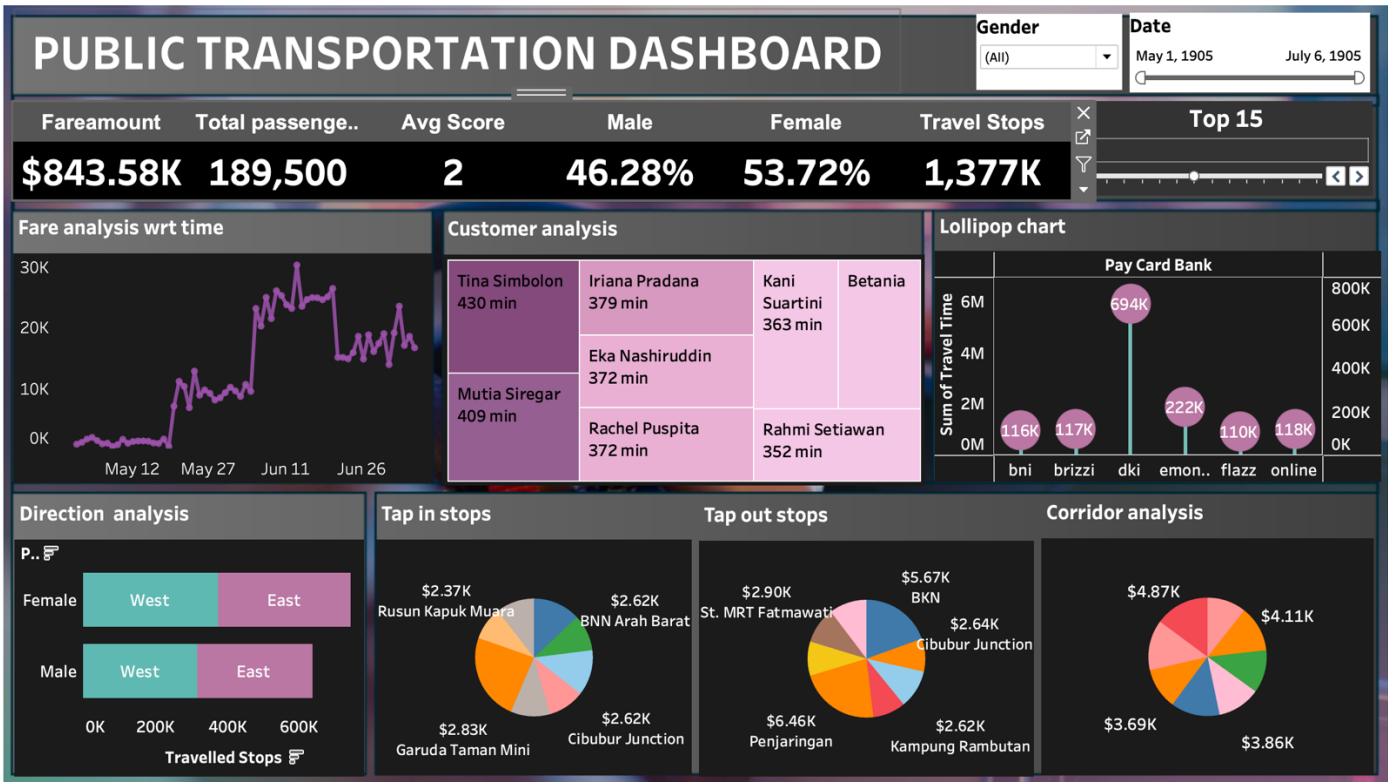 PUBLIC TRANSPORTATION DASHBOARD
Gender
(All)
Date
May 1, 1905
July 6, 1905
Fareamount
Total passenge..
Avg Score
Male
Female
Travel Stops
$843.58K
189,500
2
46.28%
53.72%
1,377K
Top 15
Fare analysis wrt time
30K
20K
10K
0K
May 12
May 27
Jun 11
Jun 26
Customer analysis
Tina Simbolon
430 min
Mutia Siregar
409 min
Iriana Pradana
379 min
Eka Nashiruddin
372 min
Rachel Puspita
372 min
Kani
Suartini
363 min
Betania
Rahmi Setiawan
352 min
Lollipop chart
Pay Card Bank
Sum of Travel Time
6M
4M
2M
0M
116K
117K
694K
222K
110K
118K
800K
600K
400K
200K
0K
bni
brizzi
dki
emon..
flazz
online
Direction analysis
P..
Female
West
East
Male
West
East
0K
200K
400K
600K
Travelled Stops
Tap in stops
$2.37K
Rusun Kapuk Muara
$2.62K
BNN Arah Barat
$2.83K
Garuda Taman Mini
$2.62K
Cibubur Junction
Tap out stops
$2.90K
St. MRT Fatmawati
$5.67K
BKN
$2.64K
Cibubur Junction
$6.46K
Penjaringan
$2.62K
Kampung Rambutan
Corridor analysis
$4.87K
$4.11K
$3.69K
$3.86K